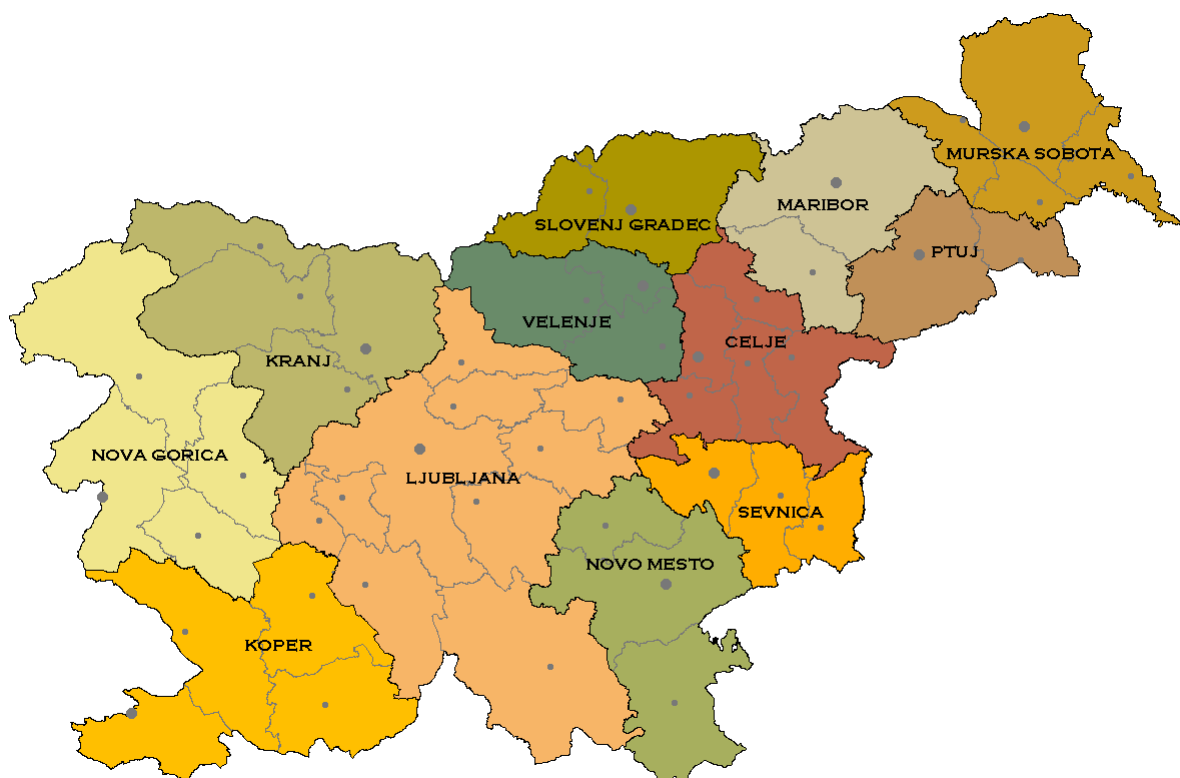 MURSKA SOBOTA
MARIBOR
SLOVENJ GRADEC
PTUJ
VELENJE
CELJE
KRANJ
NOVA GORICA
LJUBLJANA
SEVNICA
NOVO MESTO
KOPER